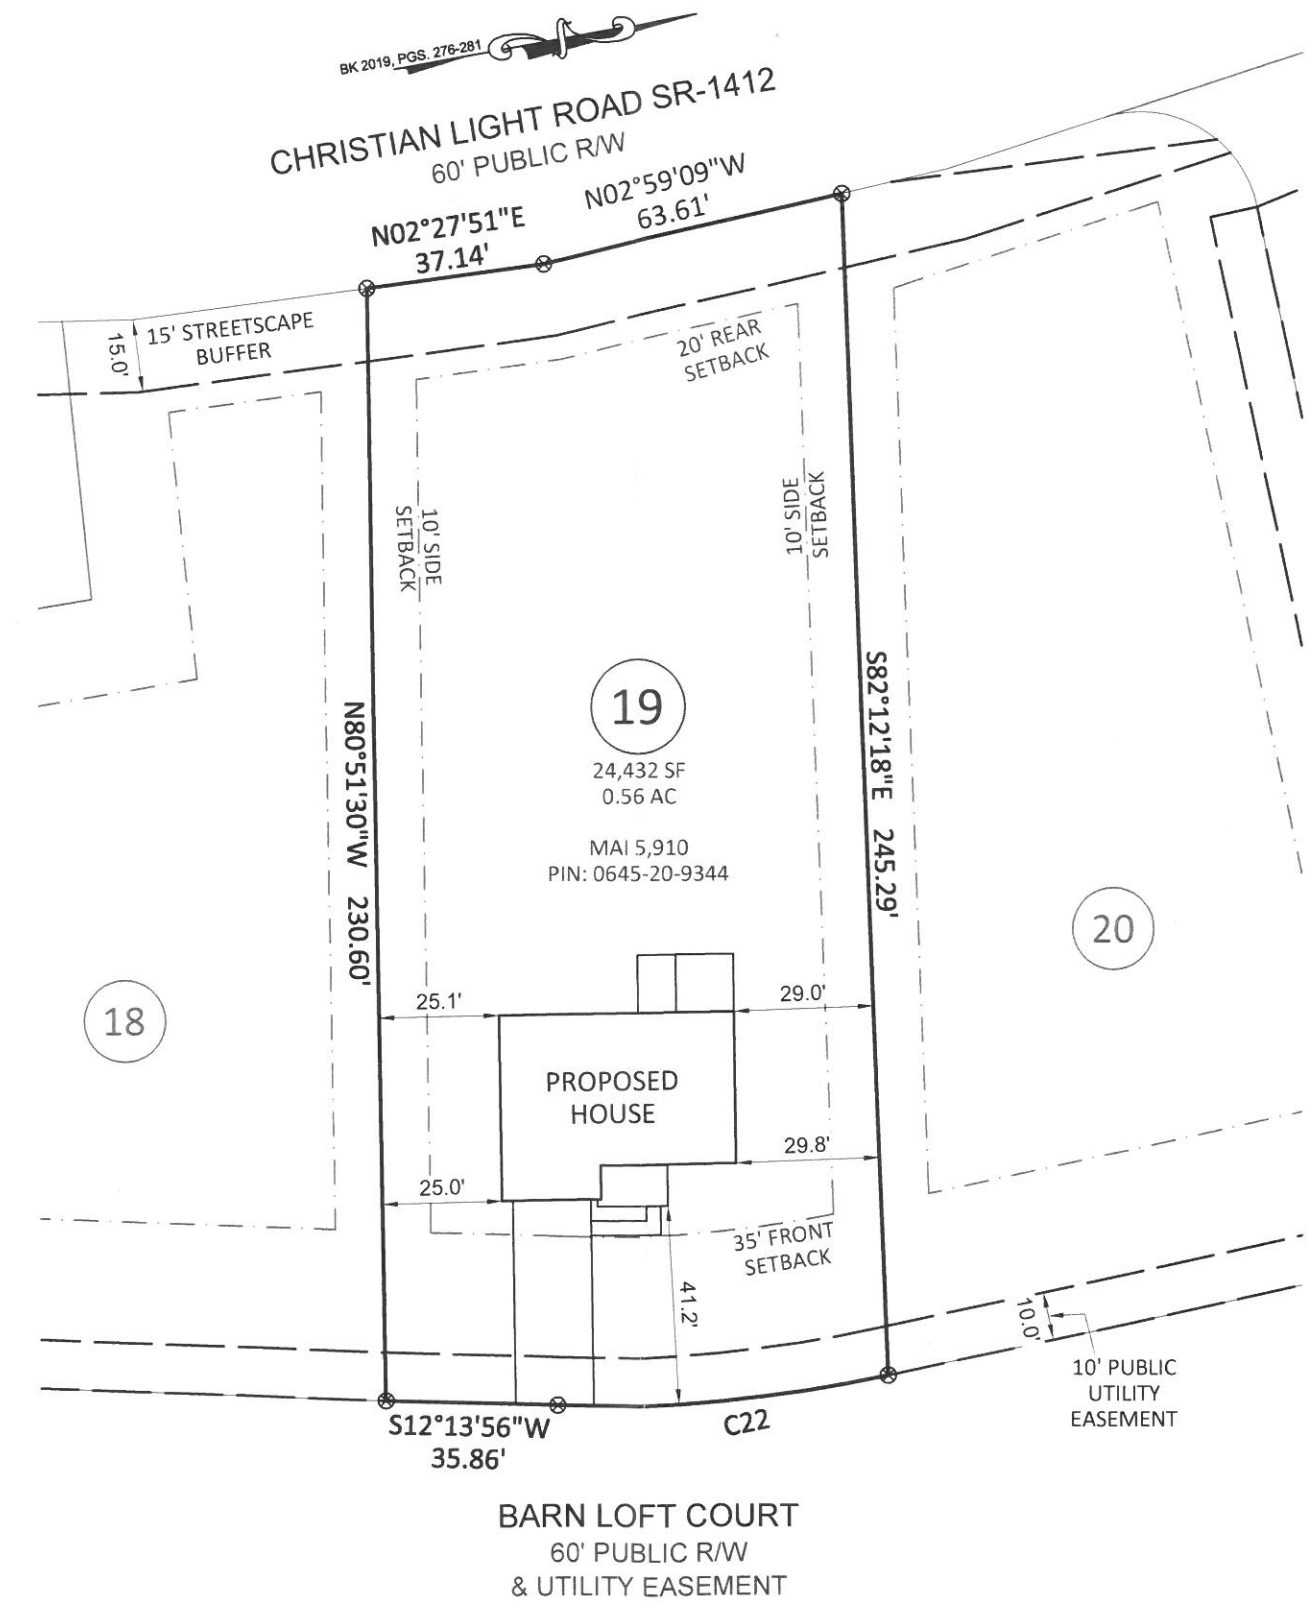 BK 2019, PGS. 276-281
CHRISTIAN LIGHT ROAD SR-1412
60' PUBLIC R/W
N02°27'51"E
37.14'
N02°59'09"W
63.61'
15.0'
15' STREETSCAPE
BUFFER
20' REAR
SETBACK
10' SIDE
SETBACK
10' SIDE
SETBACK
N80°51'30"W 230.60'
S82°12'18"E 245.29'
19
24,432 SF
0.56 AC
MAI 5,910
PIN: 0645-20-9344
18
20
25.1'
29.0'
PROPOSED
HOUSE
25.0'
29.8'
35' FRONT
SETBACK
41.2'
10.0'
10' PUBLIC
UTILITY
EASEMENT
S12°13'56"W
35.86'
C22
BARN LOFT COURT
60' PUBLIC R/W
& UTILITY EASEMENT